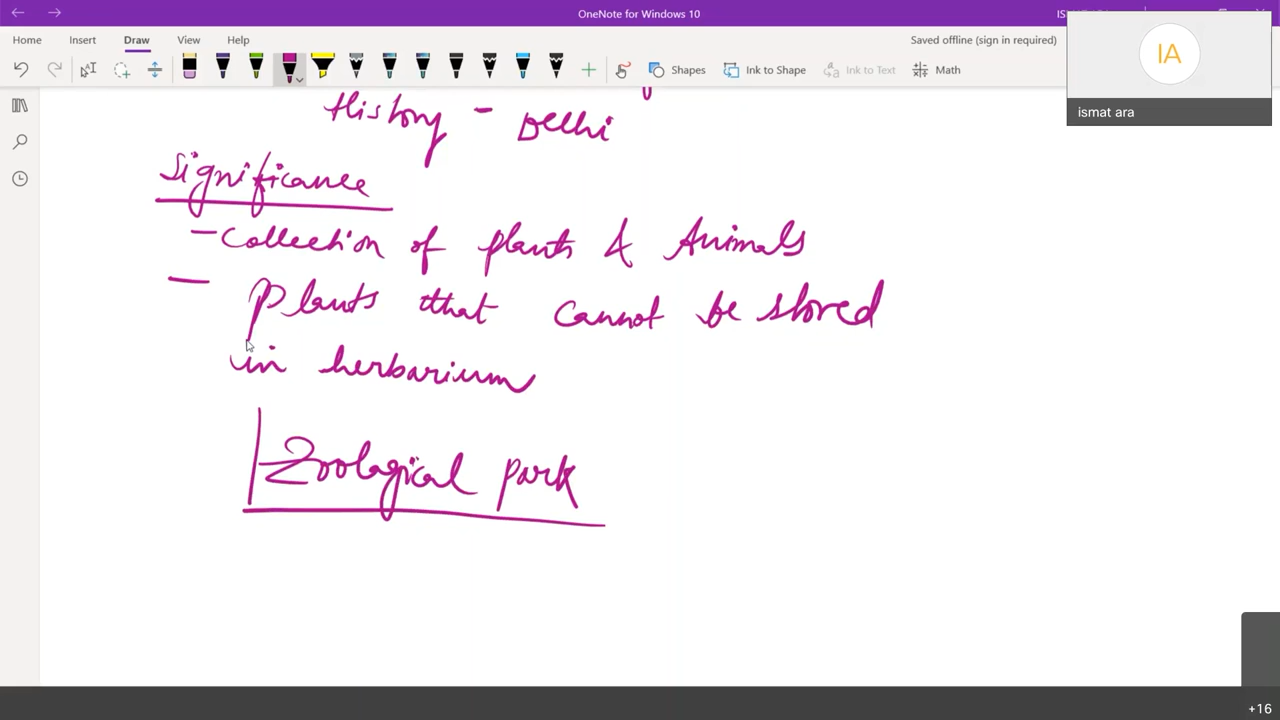 OneNote for Windows 10
Home Insert Draw View Help
Saved offline (sign in required)
IA
Shapes Ink to Shape Ink to Text Math
ismat ara
History - Delhi
Significance
- Collection of plants & Animals
- Plants that cannot be stored
in herbarium
Zoological park
+16